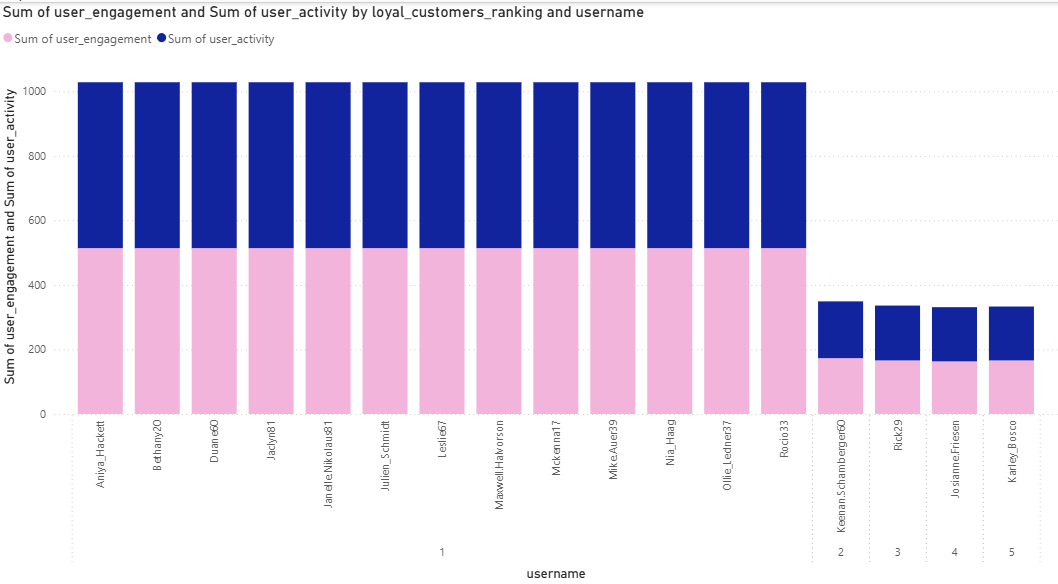 Sum of user_engagement and Sum of user_activity by loyal_customers_ranking and username
Sum of user_engagement Sum of user_activity
Sum of user_engagement and Sum of user_activity
1000
800
600
400
200
0
Aniya_Hackett
Bethany20
Duane60
Jaclyn81
Janelle.Nikolaus81
Julien_Schmidt
Leslie67
Maxwell.Halvorson
Mckenna17
Mike.Auer39
Nia_Haag
Ollie_Ledner37
Rocio33
Keenan.Schamberger60
Rick29
Josianne.Friesen
Karley_Bosco
1 2 3 4 5
username